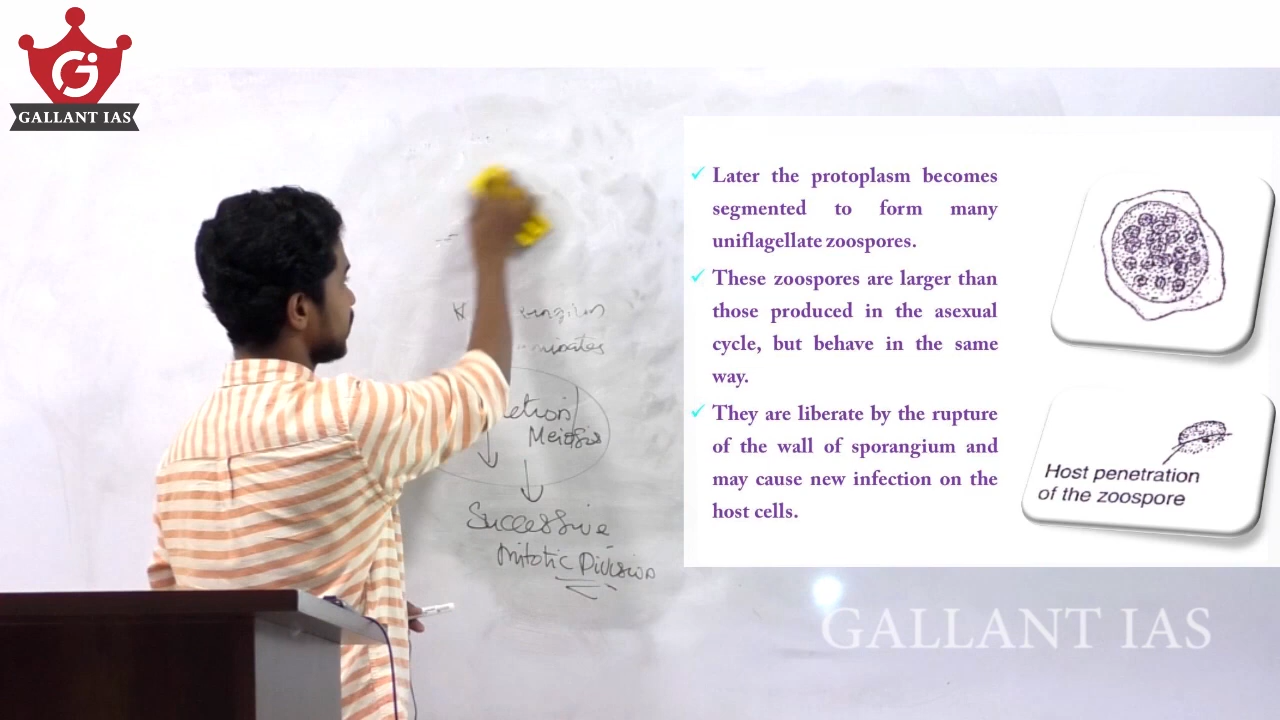 GALLANT IAS
Later the protoplasm becomes
segmented to form many
uniflagellate zoospores.
These zoospores are larger than
those produced in the asexual
cycle, but behave in the same
way.
They are liberate by the rupture
of the wall of sporangium and
may cause new infection on the
host cells.
Host penetration
of the zoospore
Meiosis
Successive
Mitotic Division
GALLANT IAS